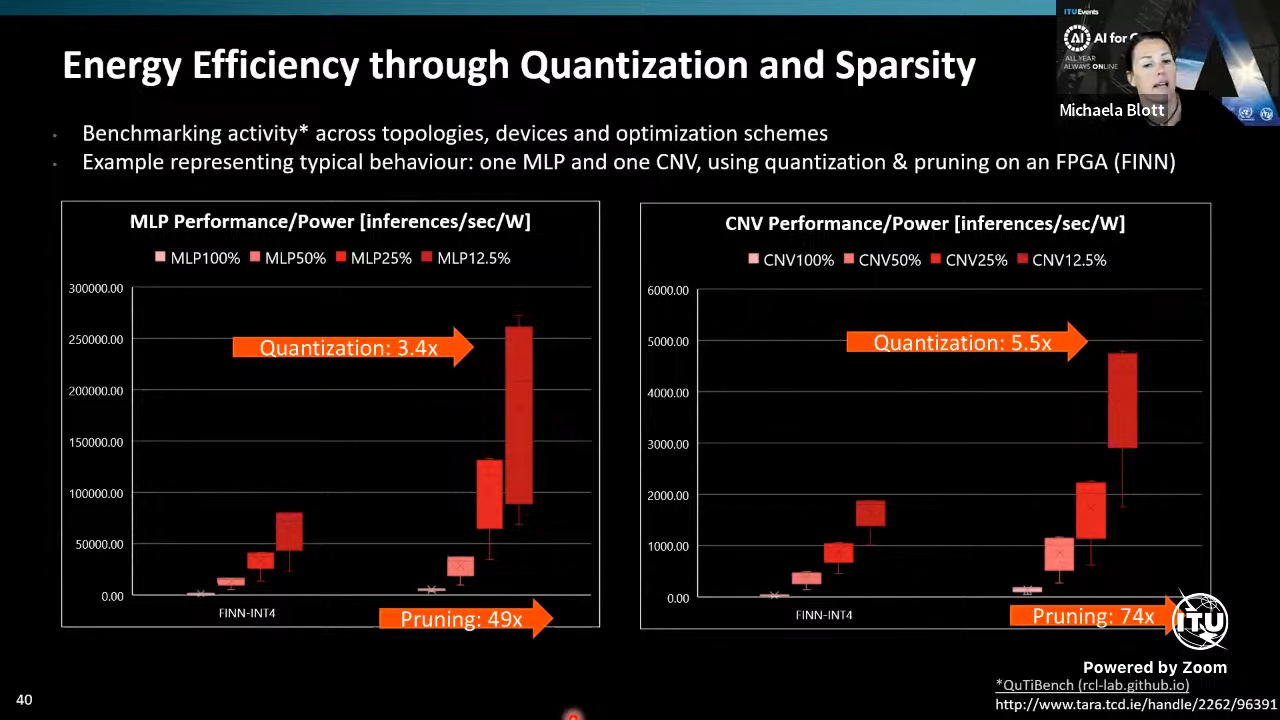 Energy Efficiency through Quantization and Sparsity
ITUEvents
AI
AI for G
ALL YEAR
ALWAYS ONLINE
Michaela Blott
Benchmarking activity* across topologies, devices and optimization schemes
Example representing typical behaviour: one MLP and one CNV, using quantization & pruning on an FPGA (FINN)
MLP Performance/Power [inferences/sec/W]
MLP100% MLP50% MLP25% MLP12.5%
300000.00
250000.00
200000.00
150000.00
100000.00
50000.00
0.00
Quantization: 3.4x
FINN-INT4
Pruning: 49x
CNV Performance/Power [inferences/sec/W]
CNV100% CNV50% CNV25% CNV12.5%
6000.00
5000.00
4000.00
3000.00
2000.00
1000.00
0.00
Quantization: 5.5x
FINN-INT4
Pruning: 74x
ITU
Powered by Zoom
*QuTiBench (rcl-lab.github.io)
http://www.tara.tcd.ie/handle/2262/96391
40